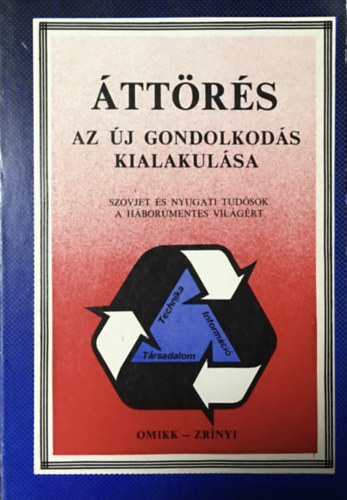 ÁTTÖRÉS
AZ ÚJ GONDOLKODÁS
KIALAKULÁSA
SZOVJET ÉS NYUGATI TUDÓSOK
A HÁBORÚMENTES VILÁGÉRT
Technika
Információ
Társadalom
OMIKK – ZRÍNYI